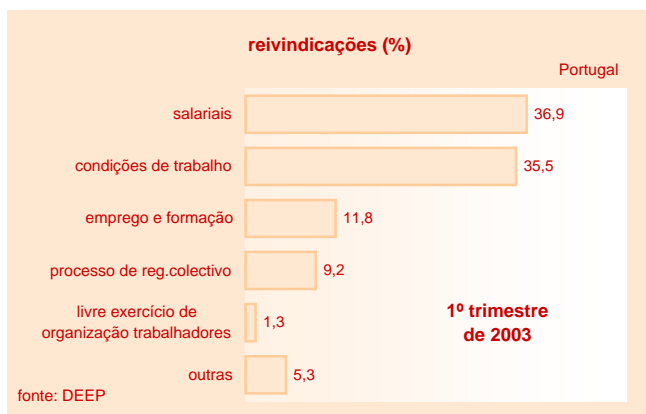 reivindicações (%)
Portugal
salariais
36,9
condições de trabalho
35,5
emprego e formação
11,8
processo de reg.colectivo
9,2
livre exercício de
organização trabalhadores
1,3
1º trimestre
de 2003
outras
5,3
fonte: DEEP